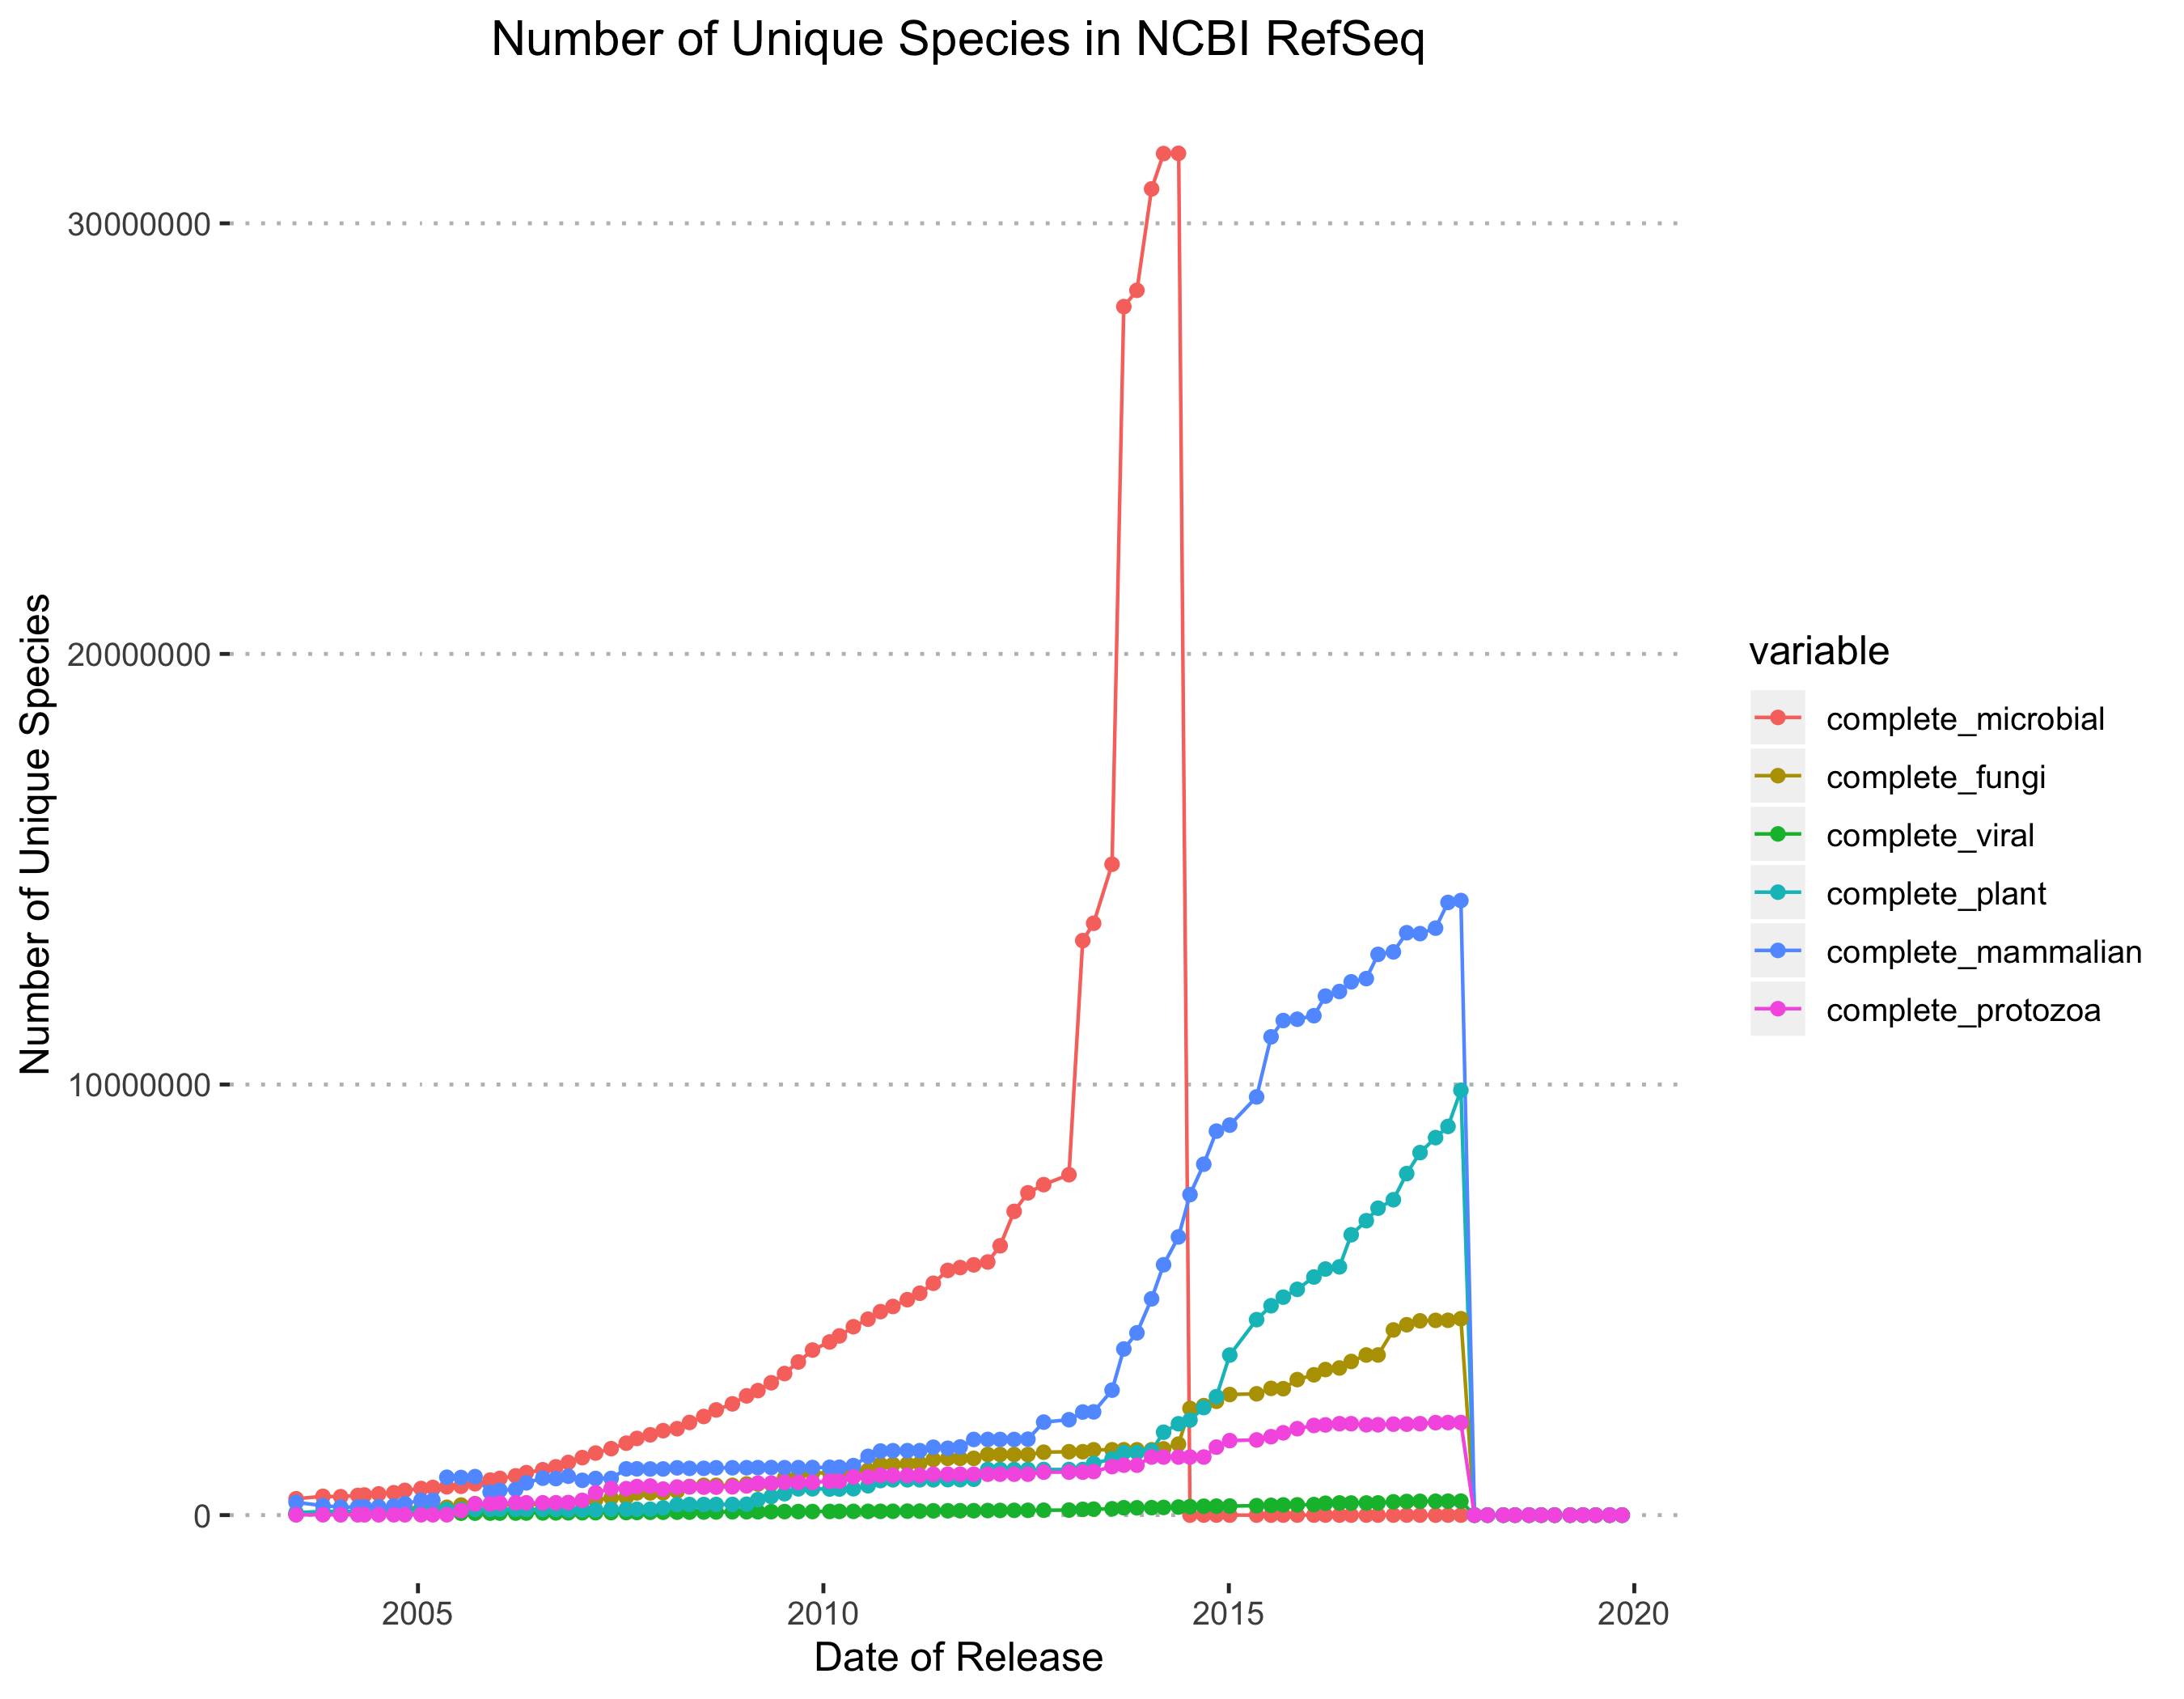 Number of Unique Species in NCBI RefSeq
30000000
20000000
10000000
0
Number of Unique Species
2005 2010 2015 2020
Date of Release
variable
complete_microbial
complete_fungi
complete_viral
complete_plant
complete_mammalian
complete_protozoa